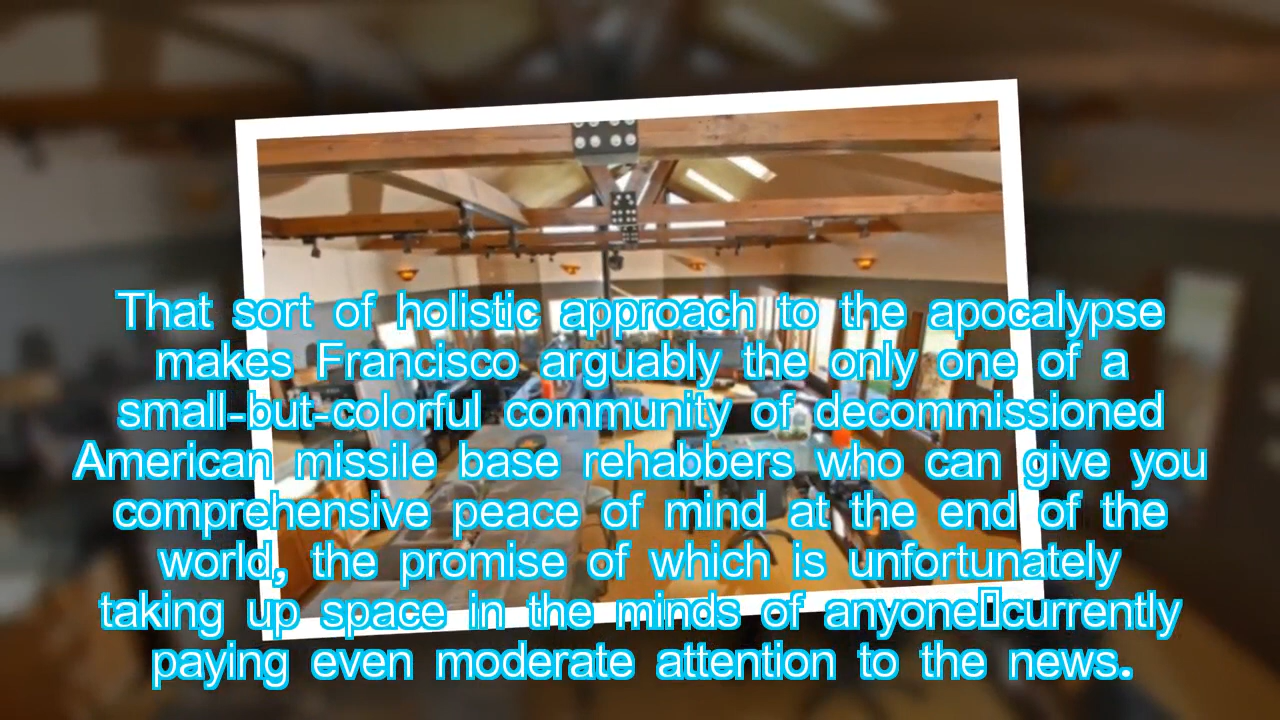 That sort of holistic approach to the apocalypse
makes Francisco arguably the only one of a
small-but-colorful community of decommissioned
American missile base rehabbers who can give you
comprehensive peace of mind at the end of the
world, the promise of which is unfortunately
taking up space in the minds of anyone▯currently
paying even moderate attention to the news.